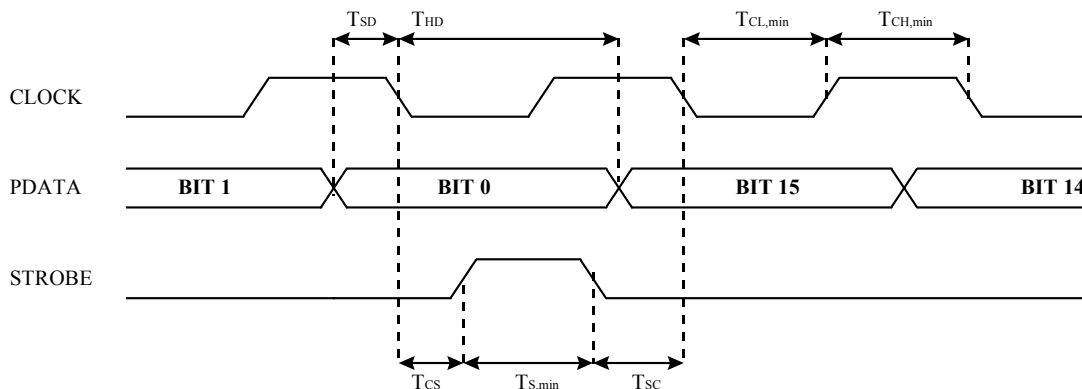 TSD THD TCL,min TCH,min
CLOCK
PDATA BIT 1 BIT 0 BIT 15 BIT 14
STROBE
TCS TS,min TSC